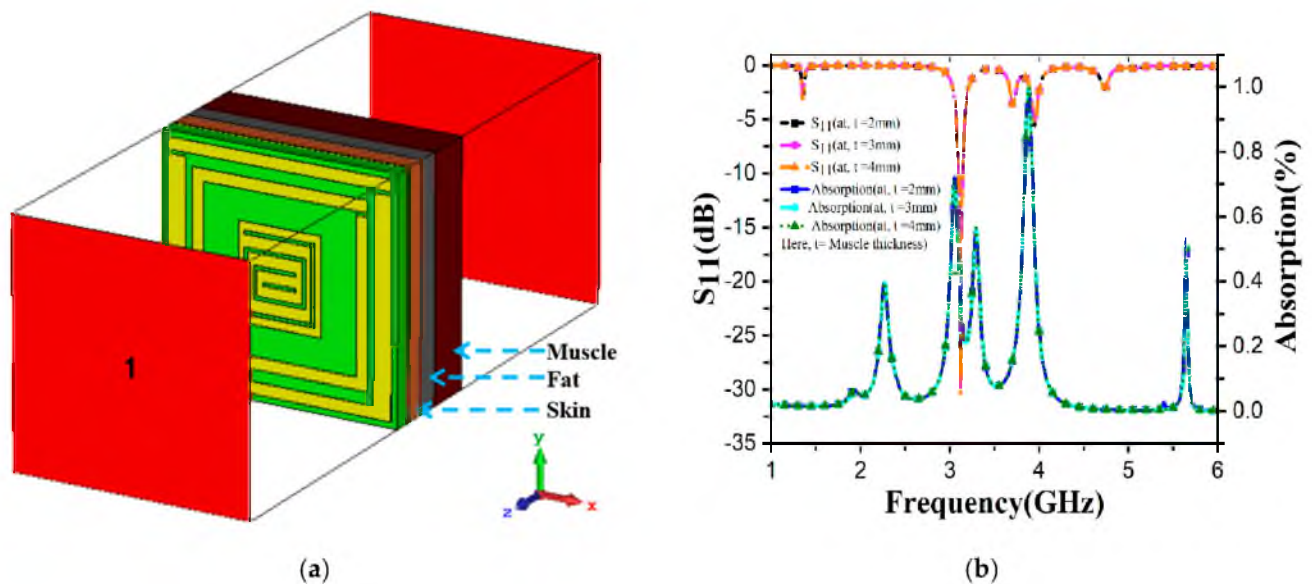 1
Muscle
Fat
Skin
y
z
x
(a)
S11(dB)
0
-5
-10
-15
-20
-25
-30
-35
S11(at, t =2mm)
S11(at, t =3mm)
S11(at, t =4mm)
Absorption(at, t =2mm)
Absorption(at, t =3mm)
Absorption(at, t =4mm)
Here, t= Muscle thickness)
1.0
0.8
0.6
0.4
0.2
0.0
Absorption(%)
1 2 3 4 5 6
Frequency(GHz)
(b)